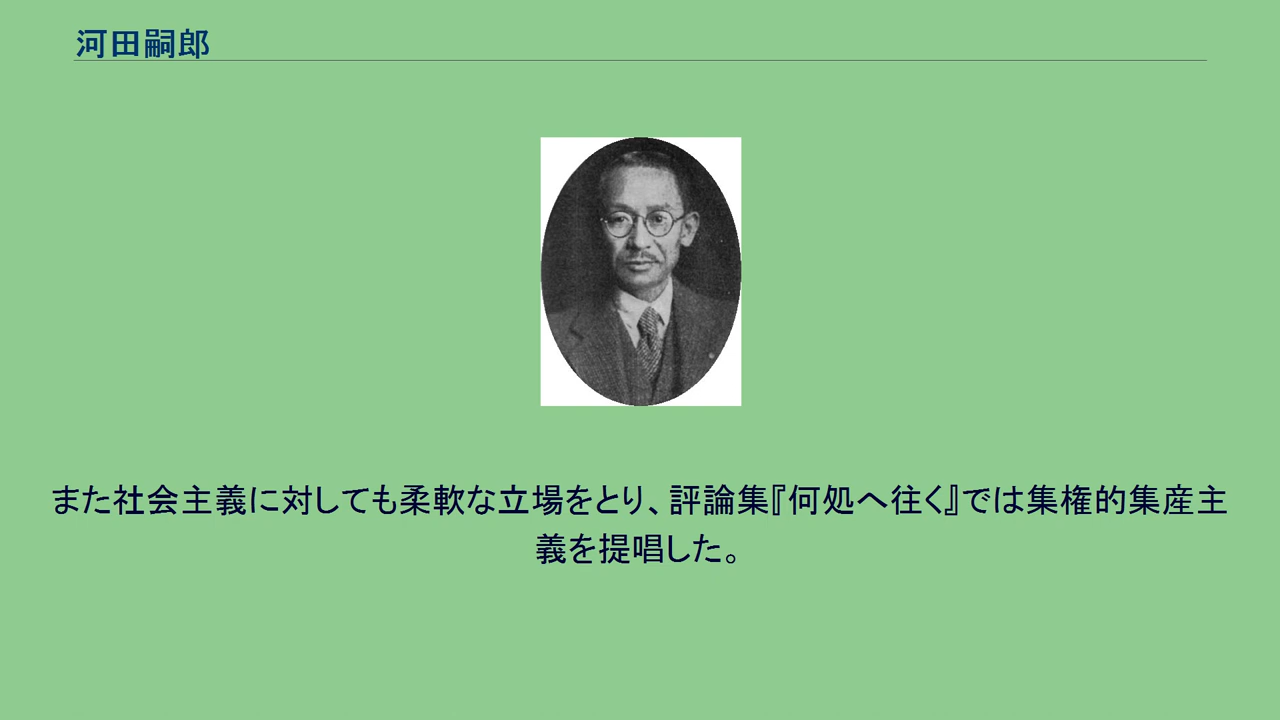 河田嗣郎
また社会主義に対しても柔軟な立場をとり、評論集『何処へ往く』では集権的集産主
義を提唱した。